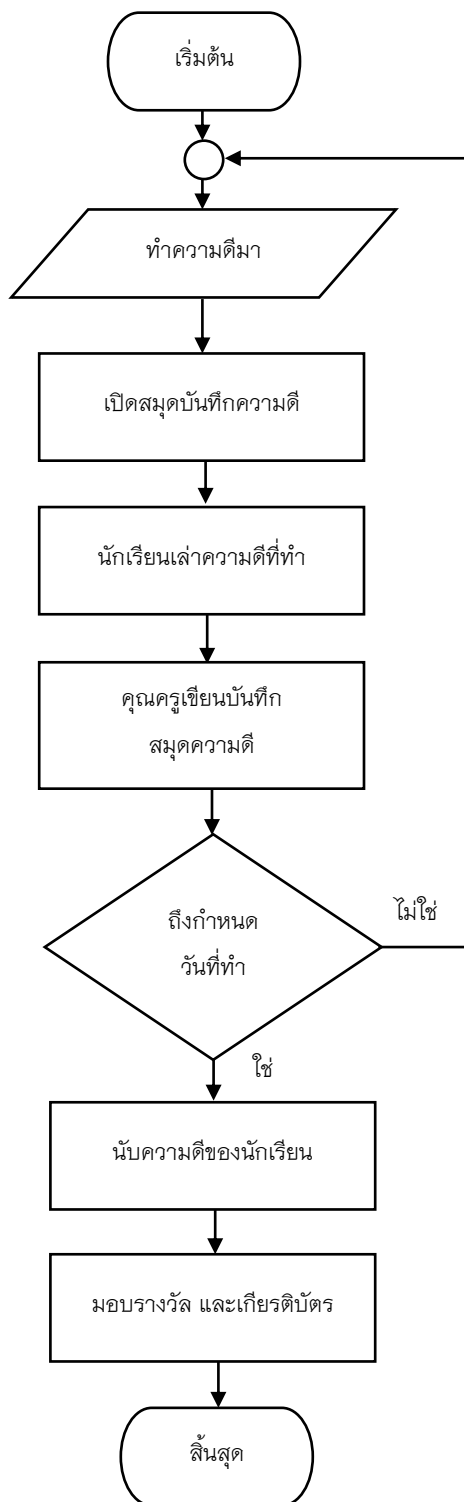 เริ่มต้น
ทำความดีมา
เปิดสมุดบันทึกความดี
นักเรียนเล่าความดีที่ทำ
คุณครูเขียนบันทึก
สมุดความดี
ถึงกำหนด
วันที่ทำ
ไม่ใช่
ใช่
นับความดีของนักเรียน
มอบรางวัล และเกียรติบัตร
สิ้นสุด